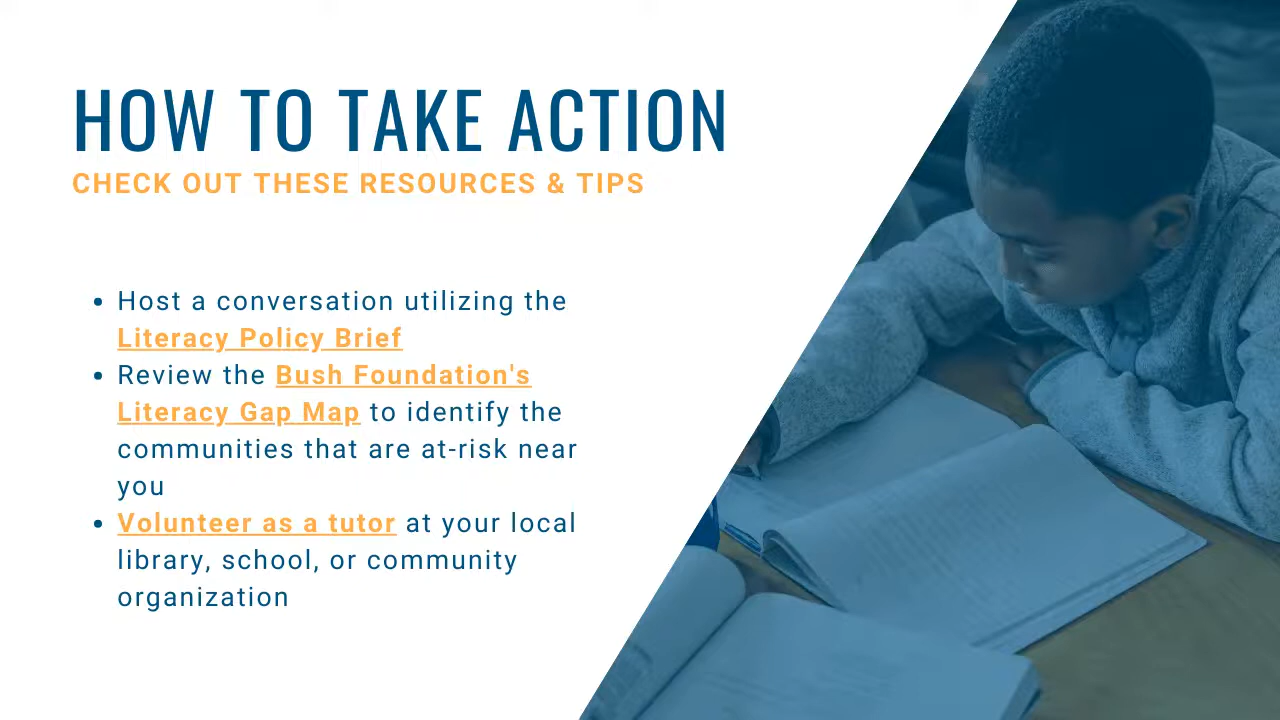 HOW TO TAKE ACTION
CHECK OUT THESE RESOURCES & TIPS
• Host a conversation utilizing the
Literacy Policy Brief
• Review the Bush Foundation's
Literacy Gap Map to identify the
communities that are at-risk near
you
• Volunteer as a tutor at your local
library, school, or community
organization